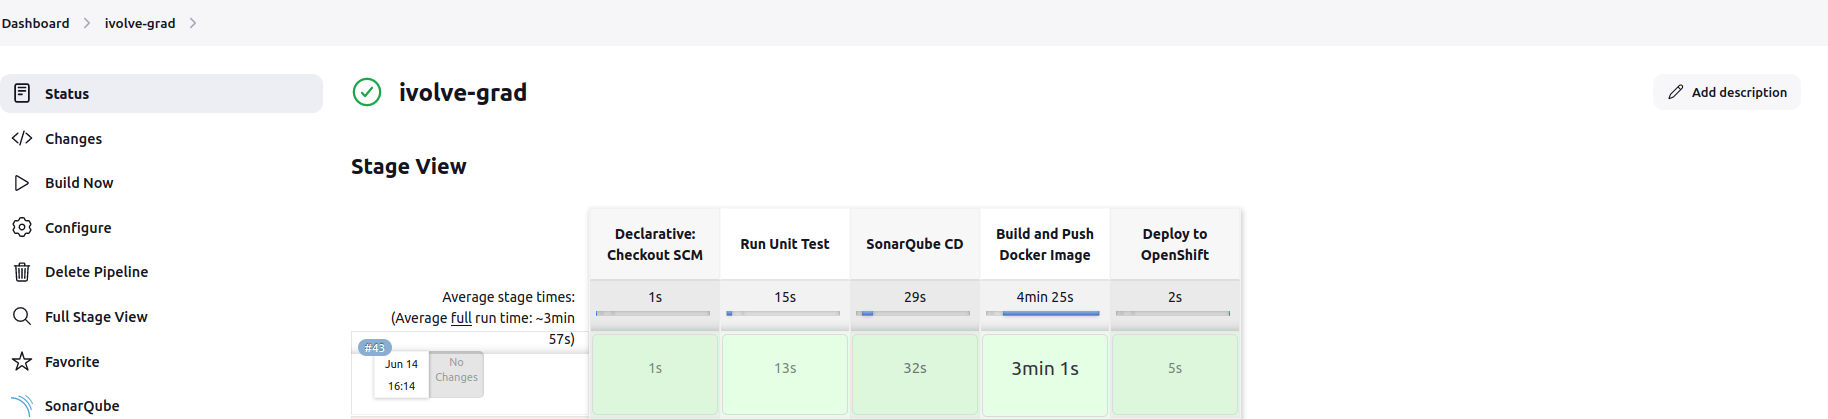 Dashboard
ivolve-grad
Status
Changes
Build Now
Configure
Delete Pipeline
Full Stage View
Favorite
SonarQube
ivolve-grad
Add description
Stage View
Declarative:
Checkout SCM
Run Unit Test
SonarQube CD
Build and Push
Docker Image
Deploy to
OpenShift
Average stage times:
(Average full run time: ~3min
57s)
1s
15s
29s
4min 25s
2s
#43
Jun 14
16:14
No
Changes
1s
13s
32s
3min 1s
5s